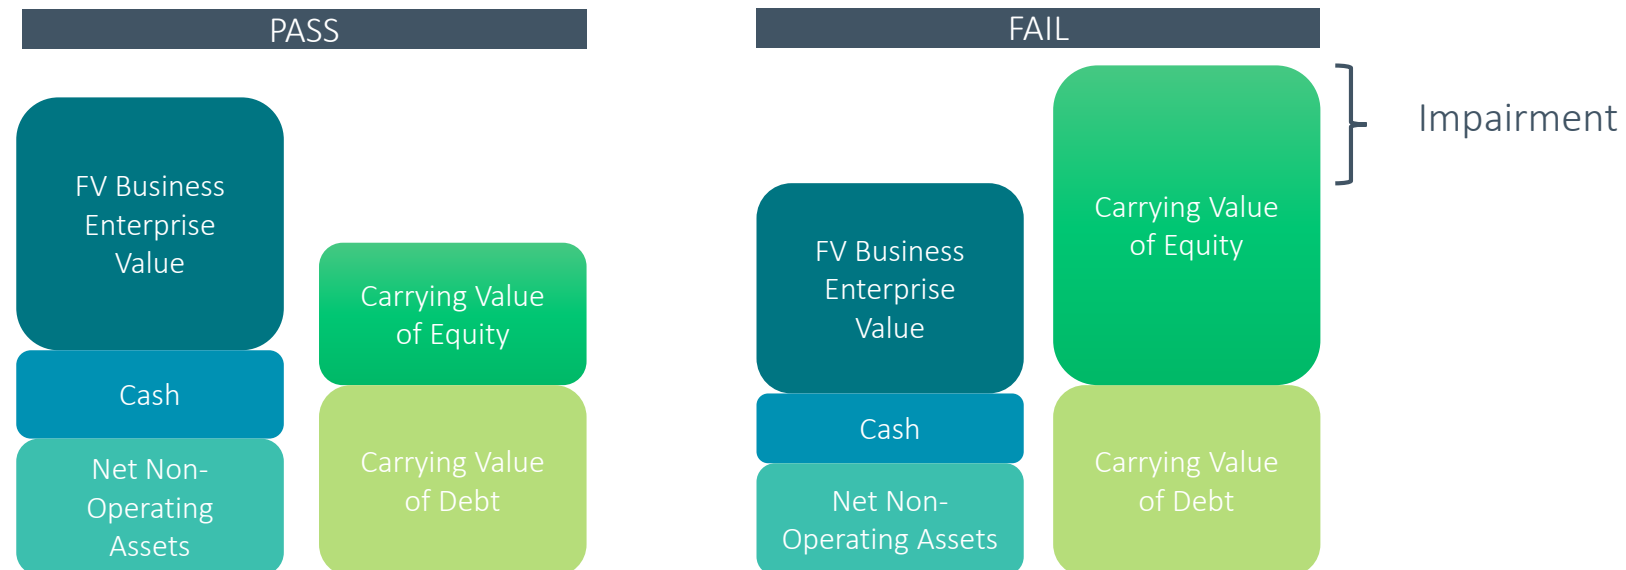 PASS
FV Business
Enterprise
Value
Cash
Net Non-
Operating
Assets
Carrying Value
of Equity
Carrying Value
of Debt
FAIL
FV Business
Enterprise
Value
Cash
Net Non-
Operating Assets
Carrying Value
of Equity
Carrying Value
of Debt
Impairment